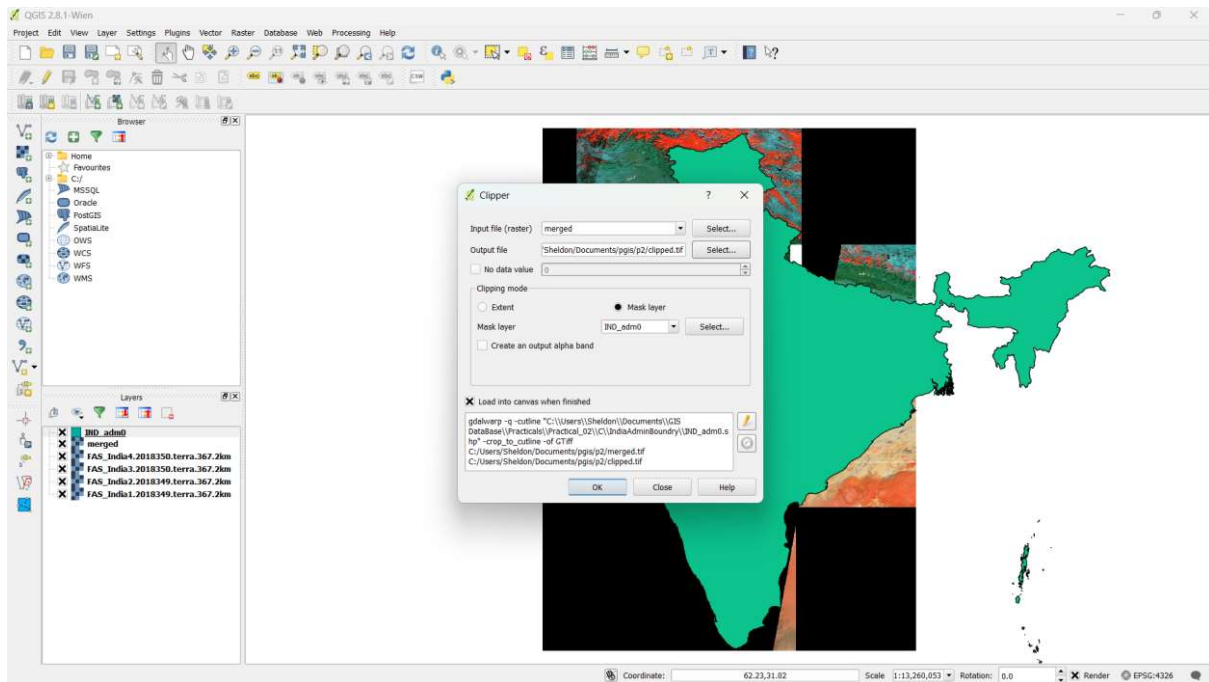 QGIS 2.8.1-Wien
Project Edit View Layer Settings Plugins Vector Raster Database Web Processing Help
Browser
Home
Favourites
C:/
MSSQL
Oracle
PostGIS
SpatiaLite
OWS
WCS
WFS
WMS
Layers
IND_adm0
merged
FAS_India4.2018350.terra.367.2km
FAS_India3.2018350.terra.367.2km
FAS_India2.2018349.terra.367.2km
FAS_India1.2018349.terra.367.2km
Clipper ?
Input file (raster) merged Select...
Output file 'Sheldon/Documents/pgis/p2/clipped.tif Select...
No data value 0
Clipping mode
Extent Mask layer
Mask layer IND_adm0 Select...
Create an output alpha band
Load into canvas when finished
gdalwarp -q -cutline "C:\\Users\\Sheldon\\Documents\\GIS
DataBase\\Practicals\\Practical_02\\C\\IndiaAdminBoundry\\IND_adm0.s
hp" -crop_to_cutline -of GTiff
C:/Users/Sheldon/Documents/pgis/p2/merged.tif
C:/Users/Sheldon/Documents/pgis/p2/clipped.tif
OK Close Help
Coordinate: 62.23,31.02 Scale 1:13,260,053 Rotation: 0.0 Render EPSG:4326